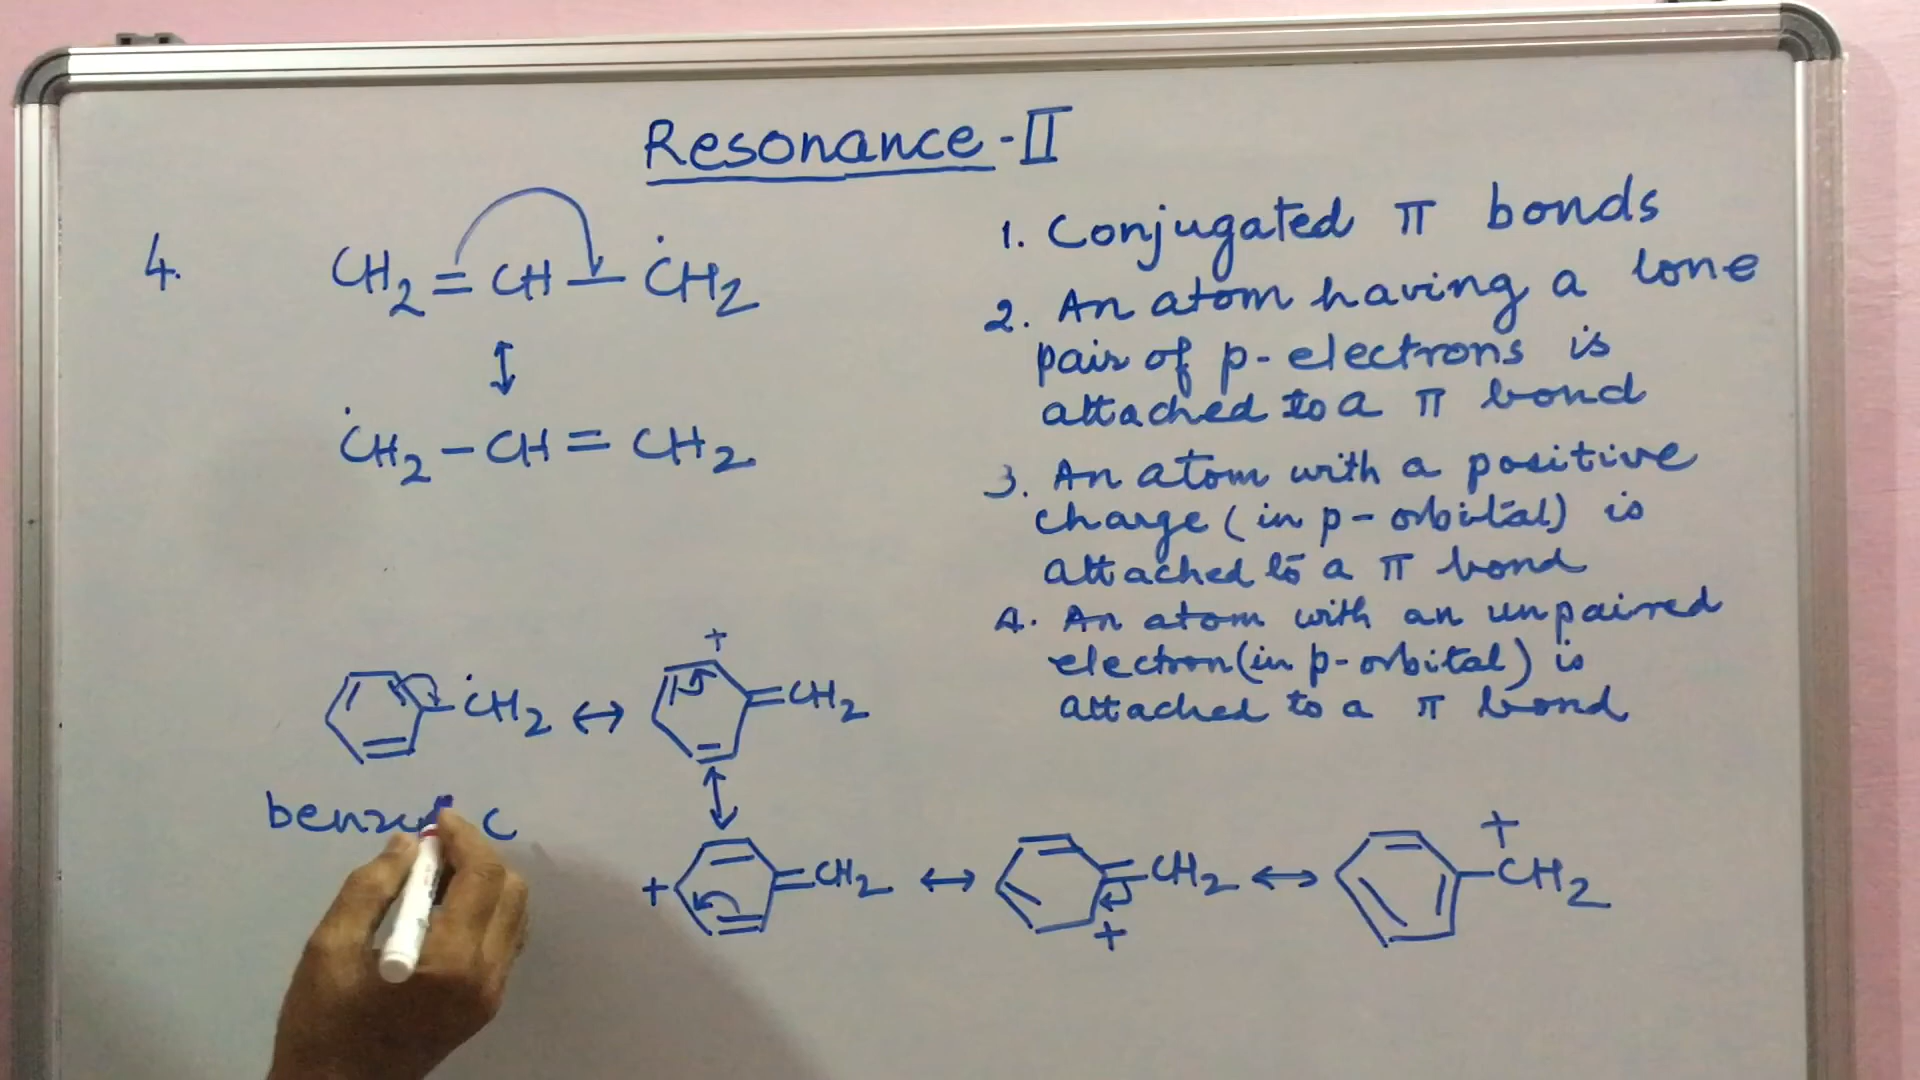 Resonance-II
4.
CH2 = CH - ĊH2
↕
ĊH2 - CH = CH2
1. Conjugated π bonds
2. An atom having a lone
pair of p-electrons is
attached to a π bond
3. An atom with a positive
charge (in p-orbital) is
attached to a π bond
4. An atom with an unpaired
electron (in p-orbital) is
attached to a π bond
ĊH2 ↔ + =CH2
↕
+ =CH2 ↔ =CH2 + ↔ +CH2
c